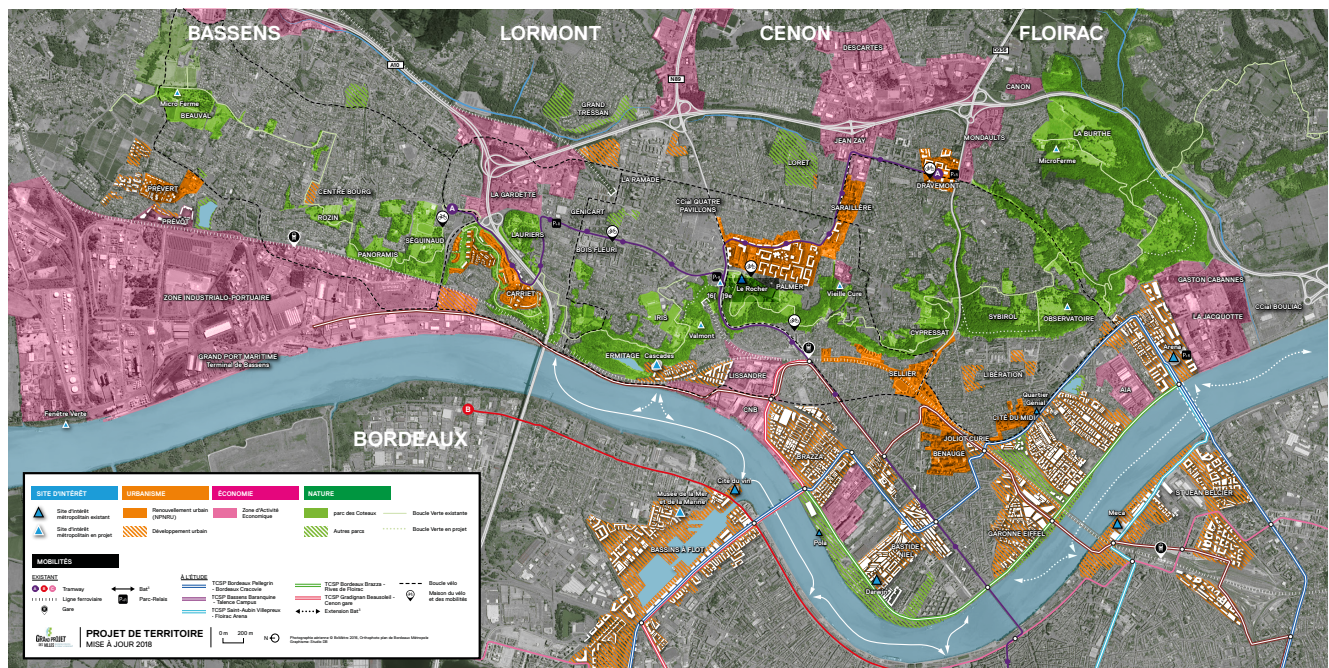 BASSENS
LORMONT
CENON
FLOIRAC
A10
N89
D936
DESCARTES
CANON
Micro Ferme
BEAUVAL
GRAND
TRESSAN
MONDAULTS
JEAN ZAY
LA BURTHE
MicroFerme
LORET
PRÉVERT
CENTRE BOURG
LA GARDETTE
LA RAMADE
DRAVEMONT
A
P+R
PRÉVÔT
ROZIN
A
SÉGUINAUD
LAURIERS
GÉNICART
P+R
CCial QUATRE
PAVILLONS
SARAILLÈRE
PANORAMIS
BOIS FLEURI
GASTON CABANNES
CCial BOULIAC
ZONE INDUSTRIALO-PORTUAIRE
CARRIET
Le Rocher
PALMER
Vieille Cure
LA JACQUOTTE
IRIS
Valmont
CYPRESSAT
SYBIROL
OBSERVATOIRE
GRAND PORT MARITIME
Terminal de Bassens
ERMITAGE
Cascades
LISSANDRE
SELLIER
LIBÉRATION
Arena
P+R
AIA
Fenêtre Verte
B
CNB
Quartier
Génial
CITÉ DU MIDI
BORDEAUX
BRAZZA
JOLIOT-CURIE
BENAUGE
Cité du vin
Musée de la Mer
et de la Marine
ST JEAN BELCIER
Meca
Pola
BASSINS À FLOT
BASTIDE
NIEL
GARONNE EIFFEL
Darwin
SITE D'INTÉRÊT
URBANISME
ÉCONOMIE
NATURE
Site d'intérêt
métropolitain existant
Site d'intérêt
métropolitain en projet
Renouvellement urbain
(NPNRU)
Développement urbain
Zone d'Activité
Economique
parc des Coteaux
Autres parcs
Boucle Verte existante
Boucle Verte en projet
MOBILITÉS
EXISTANT
A B C Tramway
Ligne ferroviaire
Gare
Bat³
P+R Parc-Relais
À L'ÉTUDE
TCSP Bordeaux Pellegrin
- Bordeaux Cracovie
TCSP Bassens Baranquine
- Talence Campus
TCSP Saint-Aubin Villepreux
- Floirac Arena
TCSP Bordeaux Brazza -
Rives de Floirac
TCSP Gradignan Beausoleil -
Cenon gare
Extension Bat³
Boucle vélo
Maison du vélo
et des mobilités
GRAND PROJET
DES VILLES
PROJET DE TERRITOIRE
MISE À JOUR 2018
0 m 200 m
N